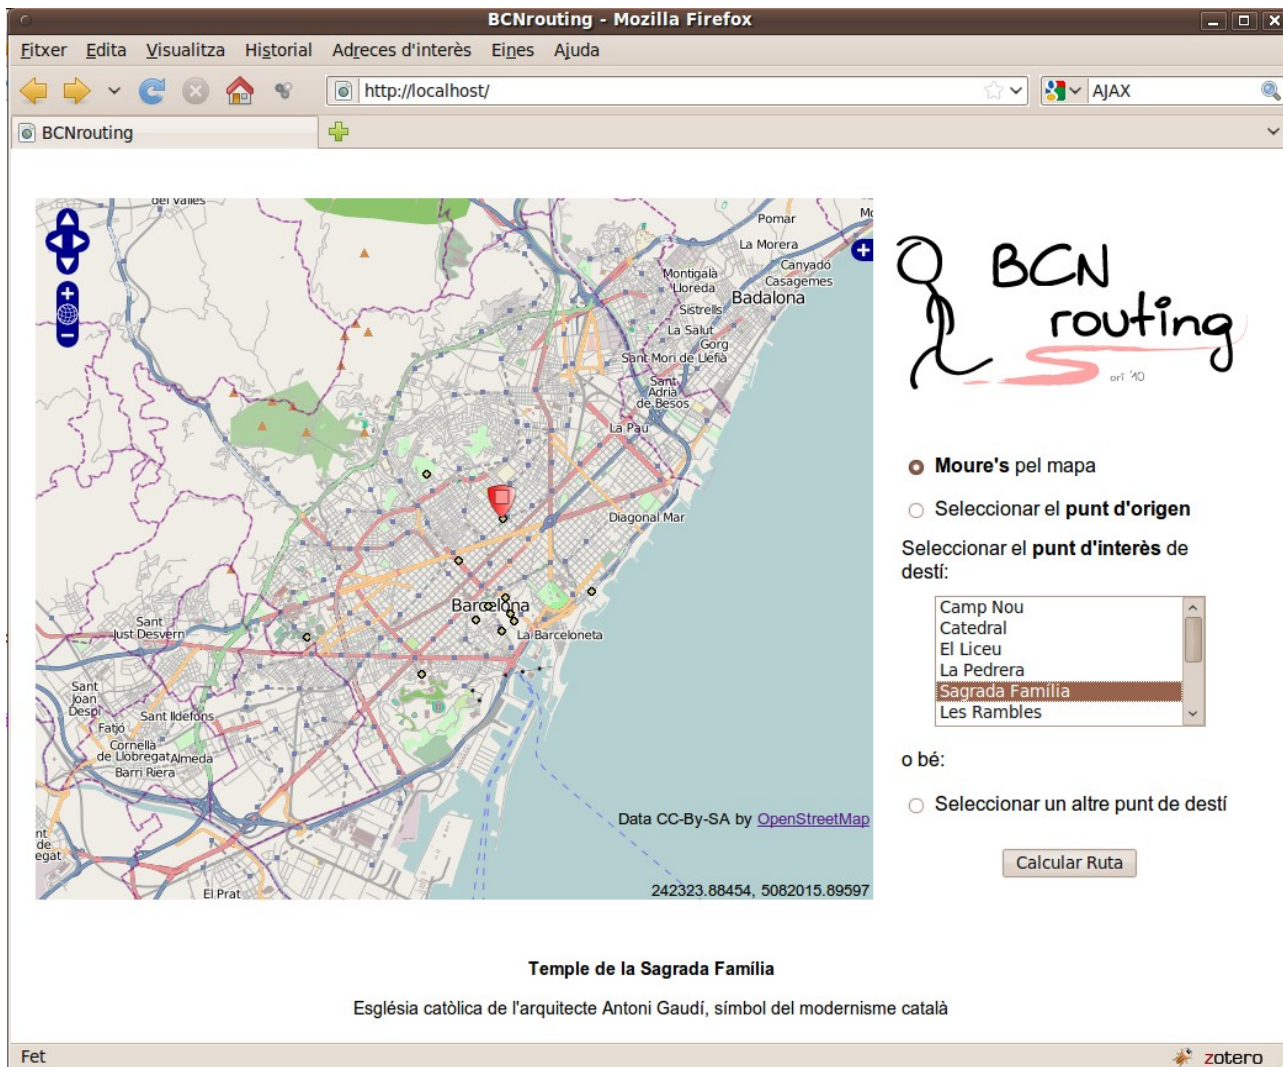 BCNrouting - Mozilla Firefox
Fitxer Edita Visualitza Historial Adreces d'interès Eines Ajuda
http://localhost/
AJAX
BCNrouting
del Vallès
Pomar
La Morera
Canyadó
Montigalà
Casagemes
Lloreda
Badalona
Sistrells
La Salut
Gorg
Sant Mori de Llefià
Sant
Adrià
de Besos
La Pau
Diagonal Mar
Barcelona
La Barceloneta
Sant
Just Desvern
Sant
Joan
Despí
Sant Ildefons
Fatjó
Cornellà
de Llobregat
Almeda
Barri Riera
El Prat
Data CC-By-SA by OpenStreetMap
242323.88454, 5082015.89597
BCN
routing
ori '10
Moure's pel mapa
Seleccionar el punt d'origen
Seleccionar el punt d'interès de
destí:
Camp Nou
Catedral
El Liceu
La Pedrera
Sagrada Família
Les Rambles
o bé:
Seleccionar un altre punt de destí
Calcular Ruta
Temple de la Sagrada Família
Església catòlica de l'arquitecte Antoni Gaudí, símbol del modernisme català
Fet
zotero